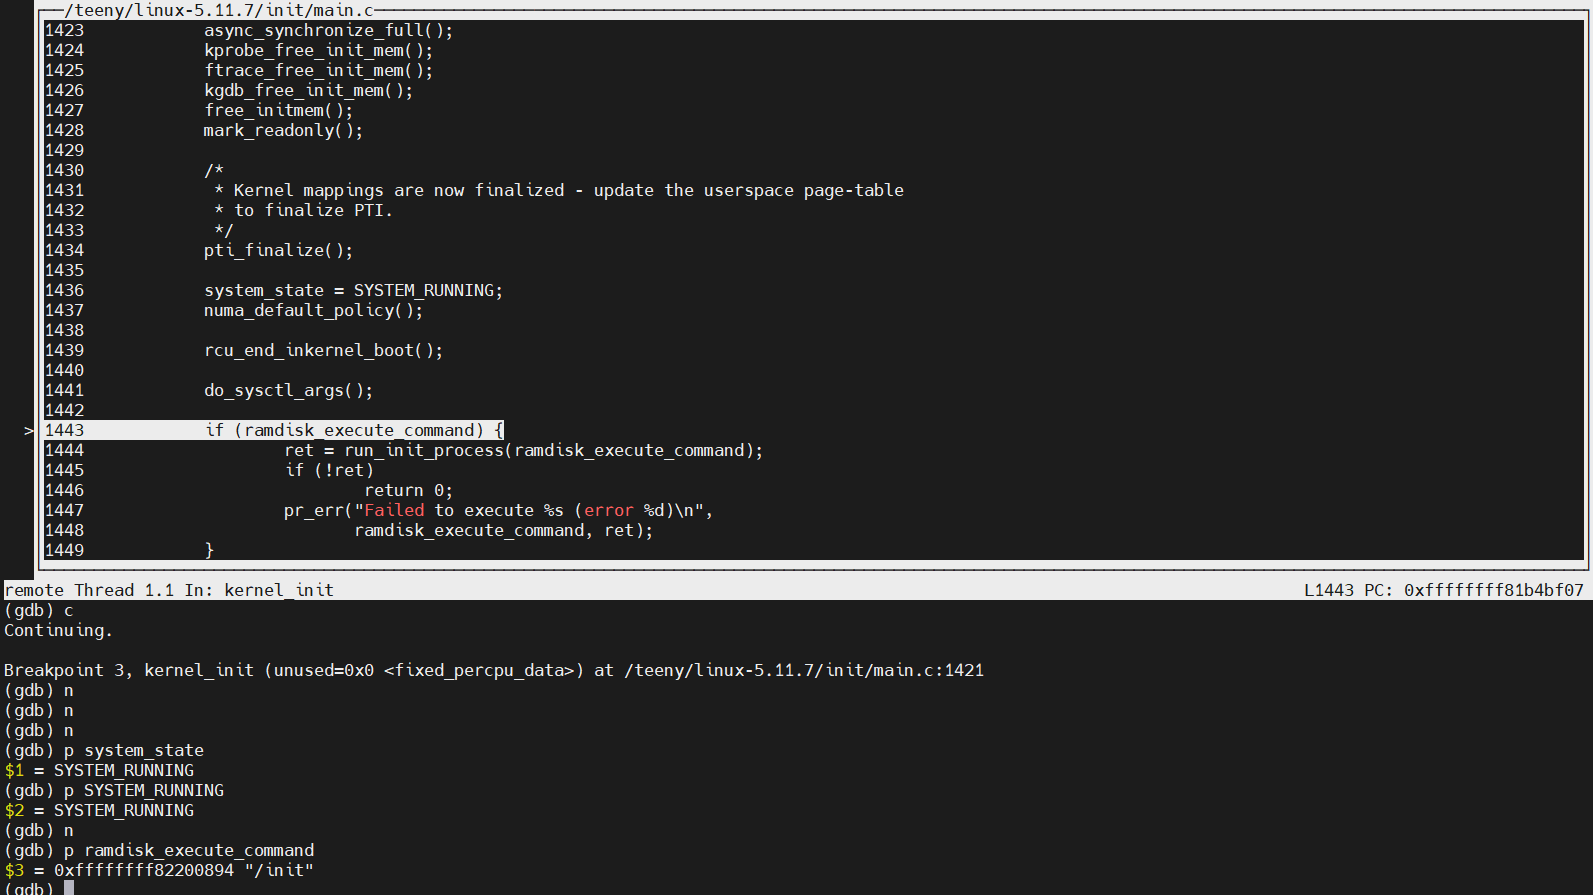 /teeny/linux-5.11.7/init/main.c
1423            async_synchronize_full();
1424            kprobe_free_init_mem();
1425            ftrace_free_init_mem();
1426            kgdb_free_init_mem();
1427            free_initmem();
1428            mark_readonly();
1429
1430            /*
1431             * Kernel mappings are now finalized - update the userspace page-table
1432             * to finalize PTI.
1433             */
1434            pti_finalize();
1435
1436            system_state = SYSTEM_RUNNING;
1437            numa_default_policy();
1438
1439            rcu_end_inkernel_boot();
1440
1441            do_sysctl_args();
1442
> 1443            if (ramdisk_execute_command) {
1444                    ret = run_init_process(ramdisk_execute_command);
1445                    if (!ret)
1446                            return 0;
1447                    pr_err("Failed to execute %s (error %d)\n",
1448                           ramdisk_execute_command, ret);
1449            }
remote Thread 1.1 In: kernel_init L1443 PC: 0xffffffff81b4bf07
(gdb) c
Continuing.

Breakpoint 3, kernel_init (unused=0x0 <fixed_percpu_data>) at /teeny/linux-5.11.7/init/main.c:1421
(gdb) n
(gdb) n
(gdb) n
(gdb) p system_state
$1 = SYSTEM_RUNNING
(gdb) p SYSTEM_RUNNING
$2 = SYSTEM_RUNNING
(gdb) n
(gdb) p ramdisk_execute_command
$3 = 0xffffffff82200894 "/init"
(gdb)